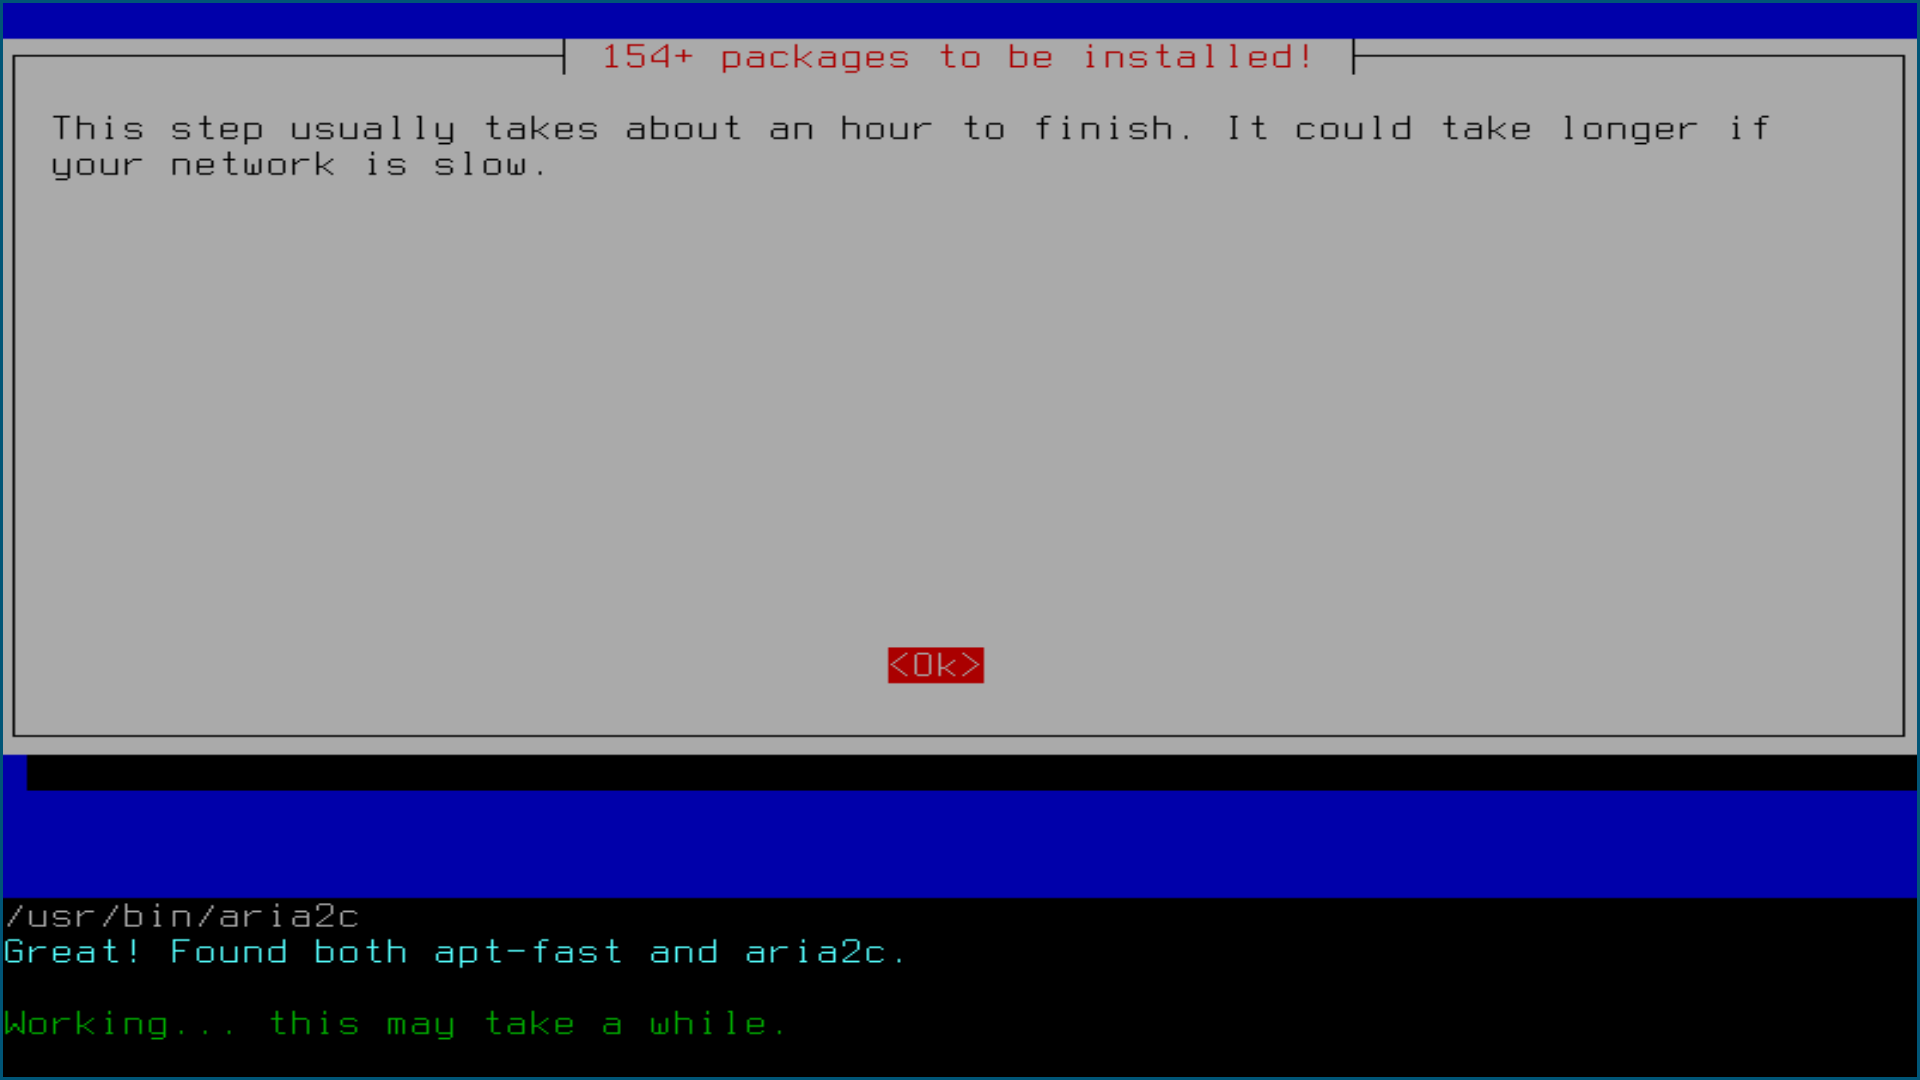 154+ packages to be installed!
This step usually takes about an hour to finish. It could take longer if
your network is slow.
<Ok>
/usr/bin/aria2c
Great! Found both apt-fast and aria2c.
Working... this may take a while.